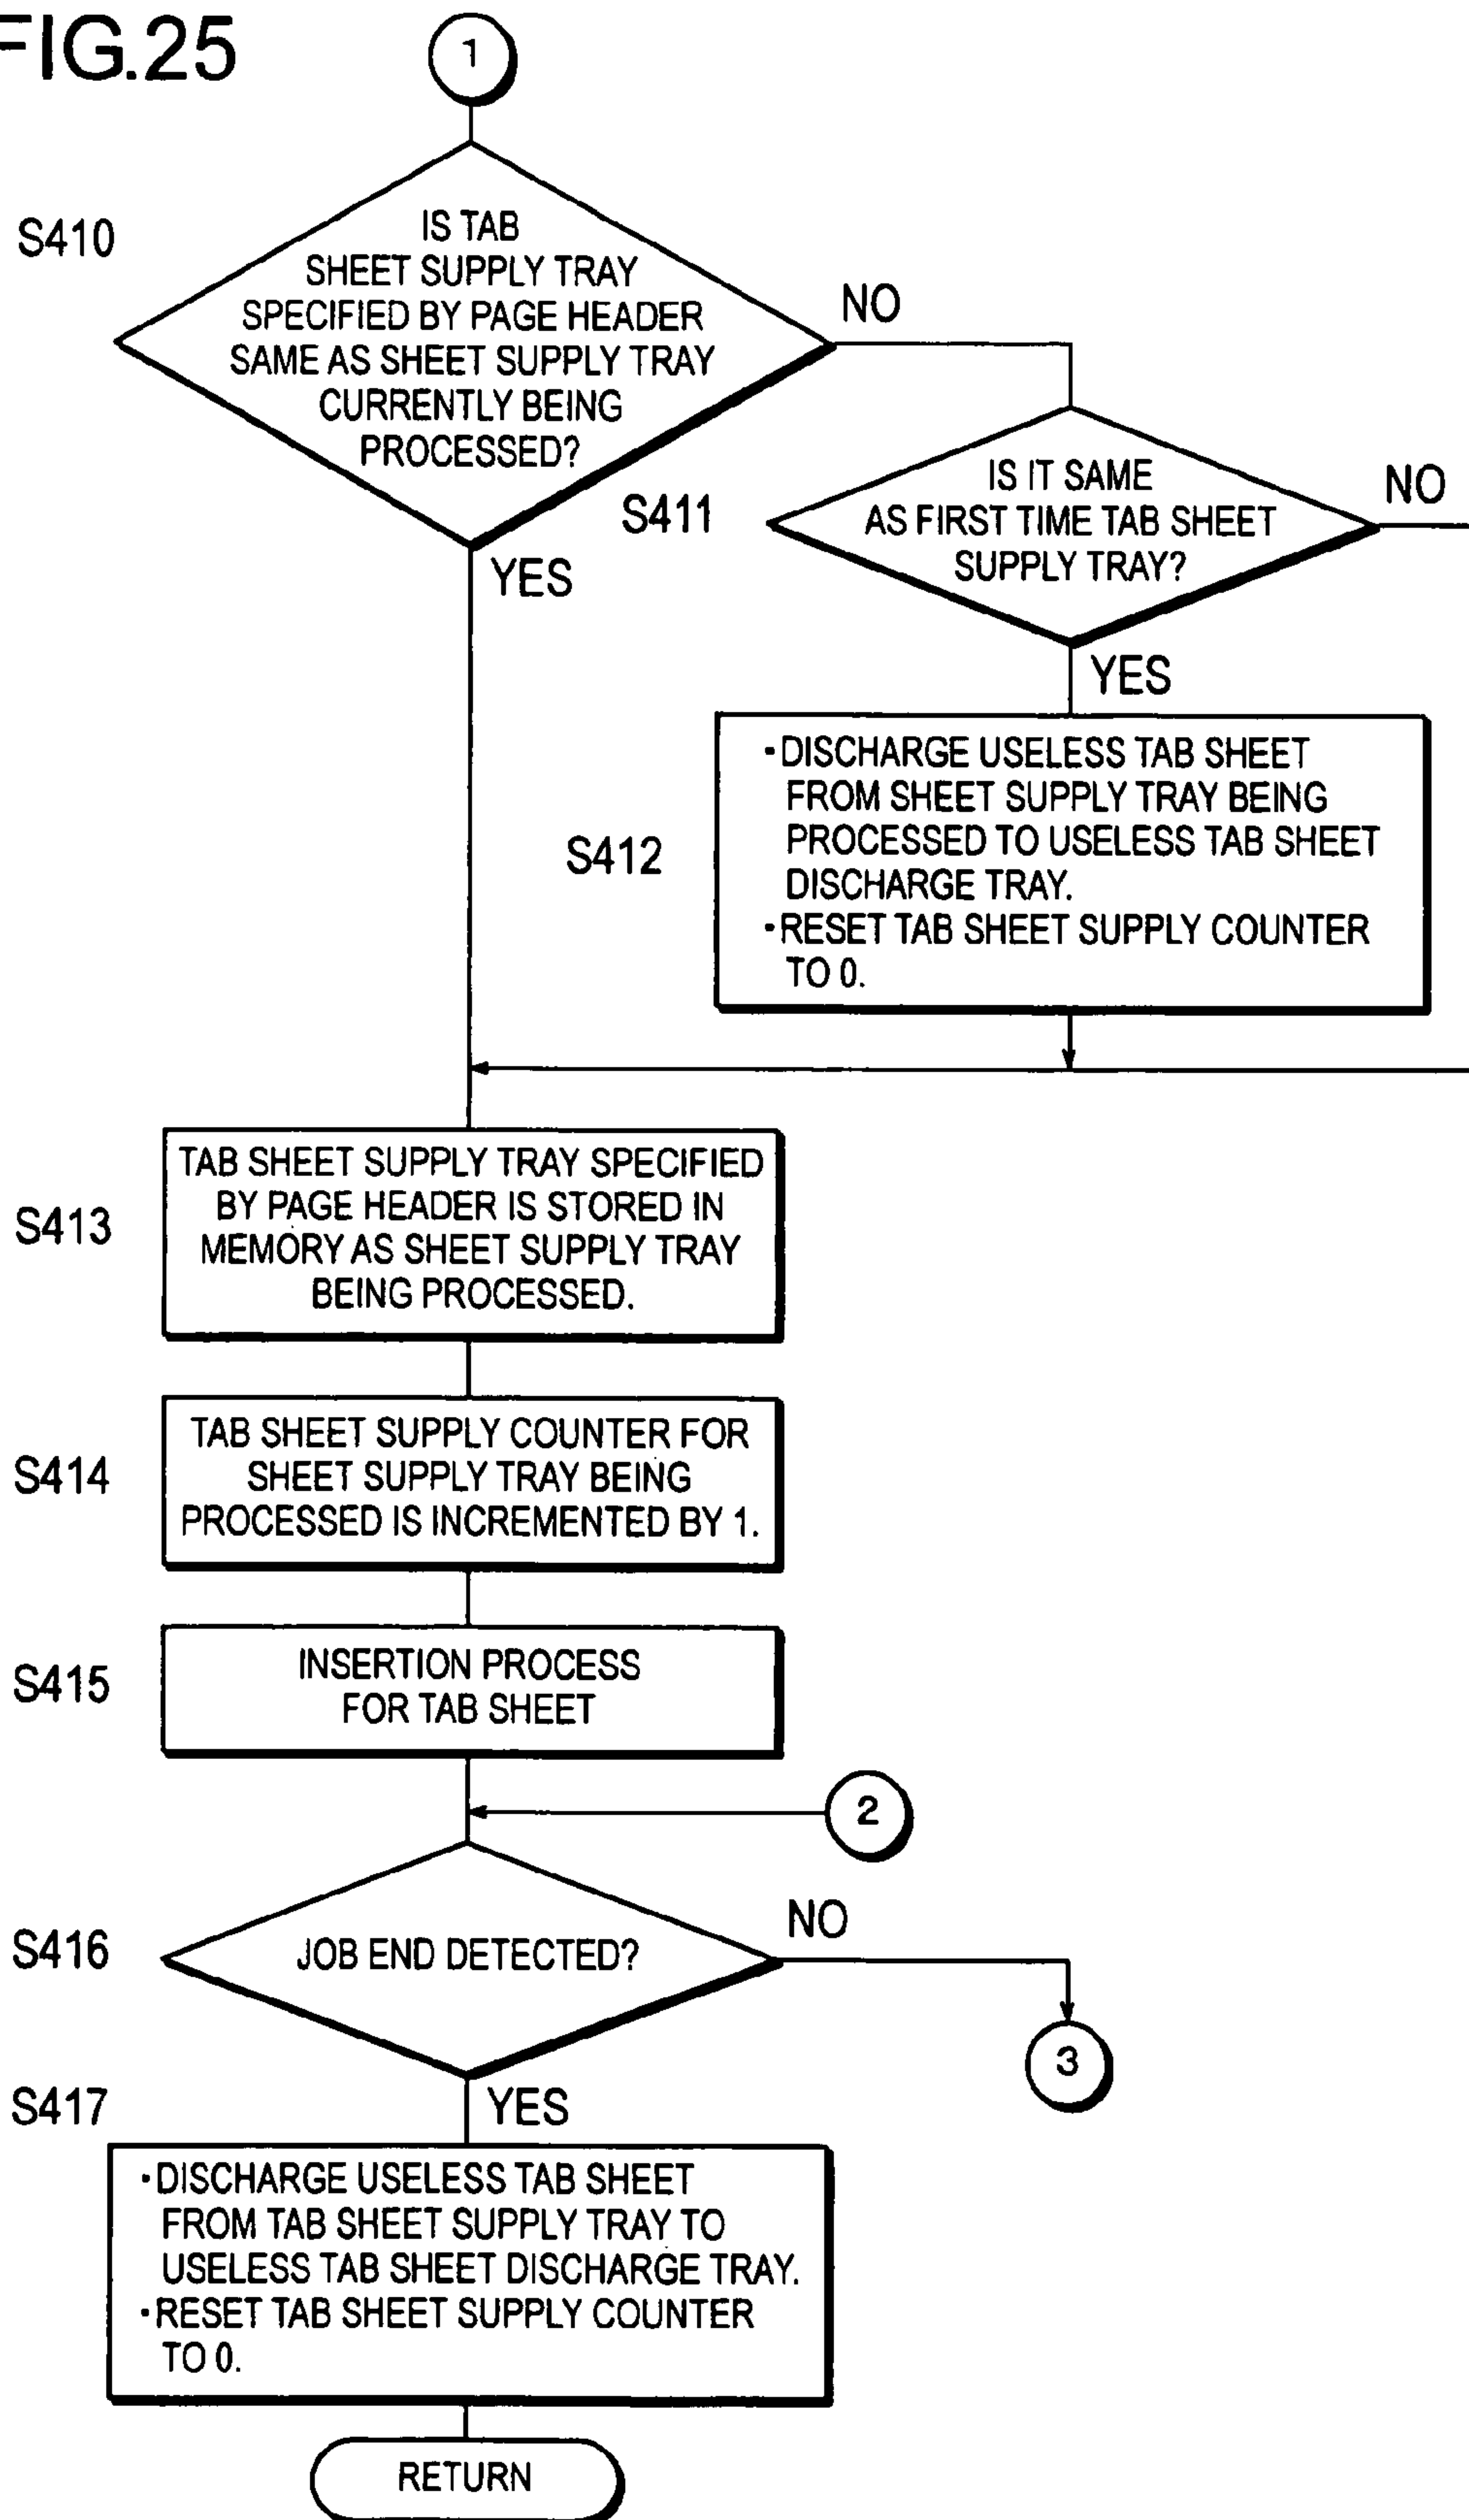 FIG.25
1
S410
IS TAB
SHEET SUPPLY TRAY
SPECIFIED BY PAGE HEADER
SAME AS SHEET SUPPLY TRAY
CURRENTLY BEING
PROCESSED?
NO
YES
S411
IS IT SAME
AS FIRST TIME TAB SHEET
SUPPLY TRAY?
NO
YES
S412
·DISCHARGE USELESS TAB SHEET
FROM SHEET SUPPLY TRAY BEING
PROCESSED TO USELESS TAB SHEET
DISCHARGE TRAY.
·RESET TAB SHEET SUPPLY COUNTER
TO 0.
S413
TAB SHEET SUPPLY TRAY SPECIFIED
BY PAGE HEADER IS STORED IN
MEMORY AS SHEET SUPPLY TRAY
BEING PROCESSED.
S414
TAB SHEET SUPPLY COUNTER FOR
SHEET SUPPLY TRAY BEING
PROCESSED IS INCREMENTED BY 1.
S415
INSERTION PROCESS
FOR TAB SHEET
2
S416
JOB END DETECTED?
NO
3
YES
S417
·DISCHARGE USELESS TAB SHEET
FROM TAB SHEET SUPPLY TRAY TO
USELESS TAB SHEET DISCHARGE TRAY.
·RESET TAB SHEET SUPPLY COUNTER
TO 0.
RETURN